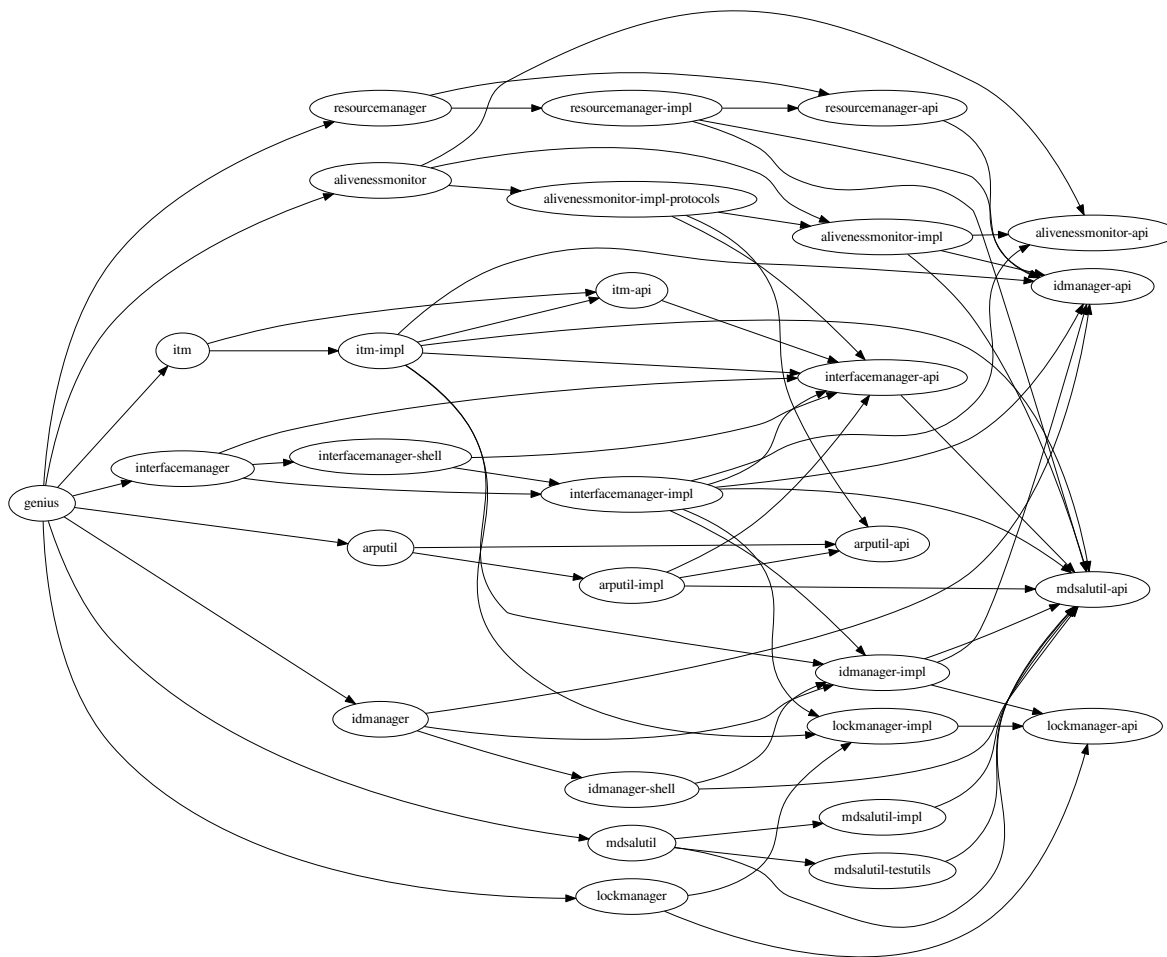 resourcemanager
resourcemanager-impl
resourcemanager-api
alivenessmonitor
alivenessmonitor-impl-protocols
alivenessmonitor-impl
alivenessmonitor-api
idmanager-api
itm-api
itm
itm-impl
interfacemanager-api
interfacemanager-shell
interfacemanager
interfacemanager-impl
genius
arputil
arputil-api
arputil-impl
mdsalutil-api
idmanager-impl
idmanager
lockmanager-impl
lockmanager-api
idmanager-shell
mdsalutil-impl
mdsalutil
mdsalutil-testutils
lockmanager